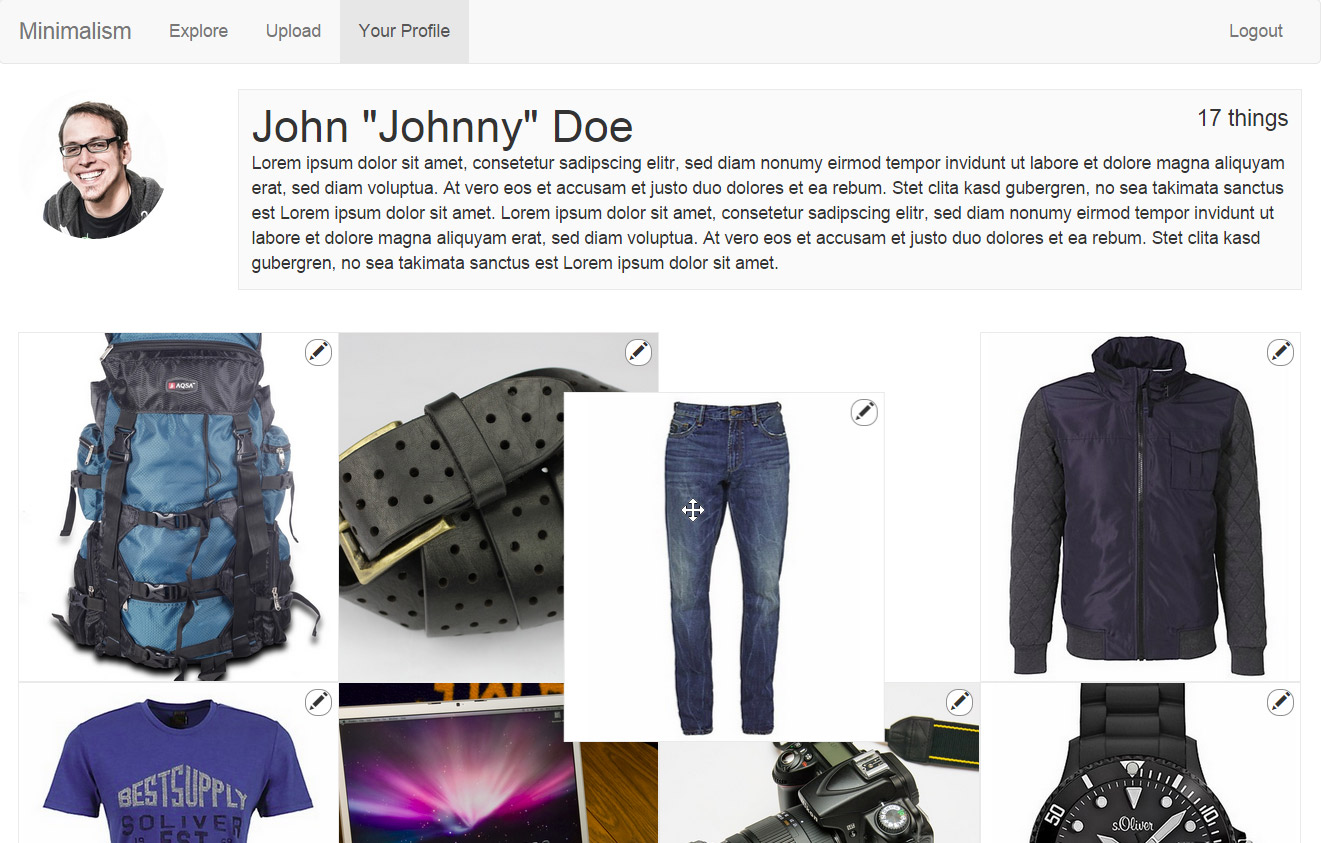 Minimalism Explore Upload Your Profile Logout
John "Johnny" Doe
17 things
Lorem ipsum dolor sit amet, consetetur sadipscing elitr, sed diam nonumy eirmod tempor invidunt ut labore et dolore magna aliquyam
erat, sed diam voluptua. At vero eos et accusam et justo duo dolores et ea rebum. Stet clita kasd gubergren, no sea takimata sanctus
est Lorem ipsum dolor sit amet. Lorem ipsum dolor sit amet, consetetur sadipscing elitr, sed diam nonumy eirmod tempor invidunt ut
labore et dolore magna aliquyam erat, sed diam voluptua. At vero eos et accusam et justo duo dolores et ea rebum. Stet clita kasd
gubergren, no sea takimata sanctus est Lorem ipsum dolor sit amet.
AQSA
BESTSUPPLY
SOLIVER
EST
50
10
s.Oliver